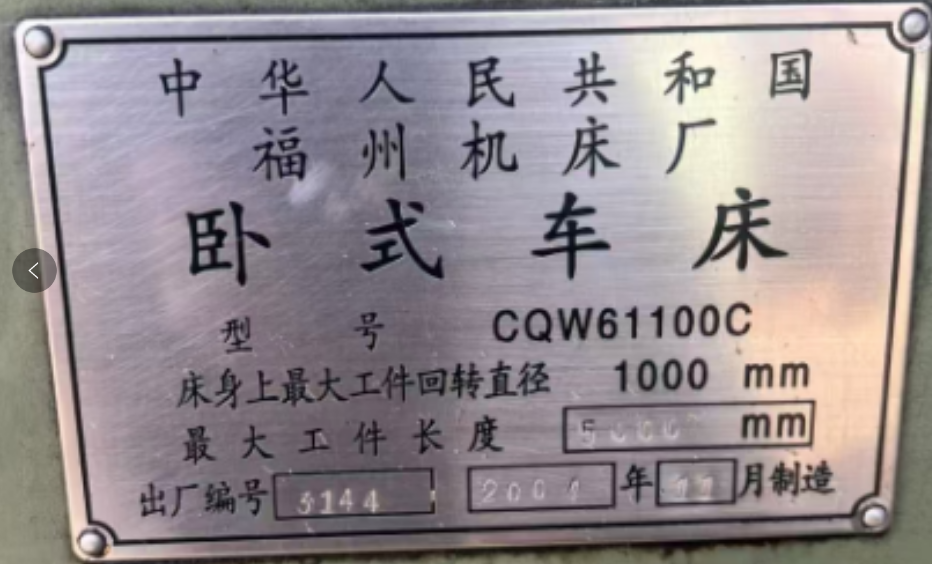 中华人民共和国
福州机床厂
卧式车床
型号 CQW61100C
床身上最大工件回转直径 1000 mm
最大工件长度 5000 mm
出厂编号 3144 年 月制造